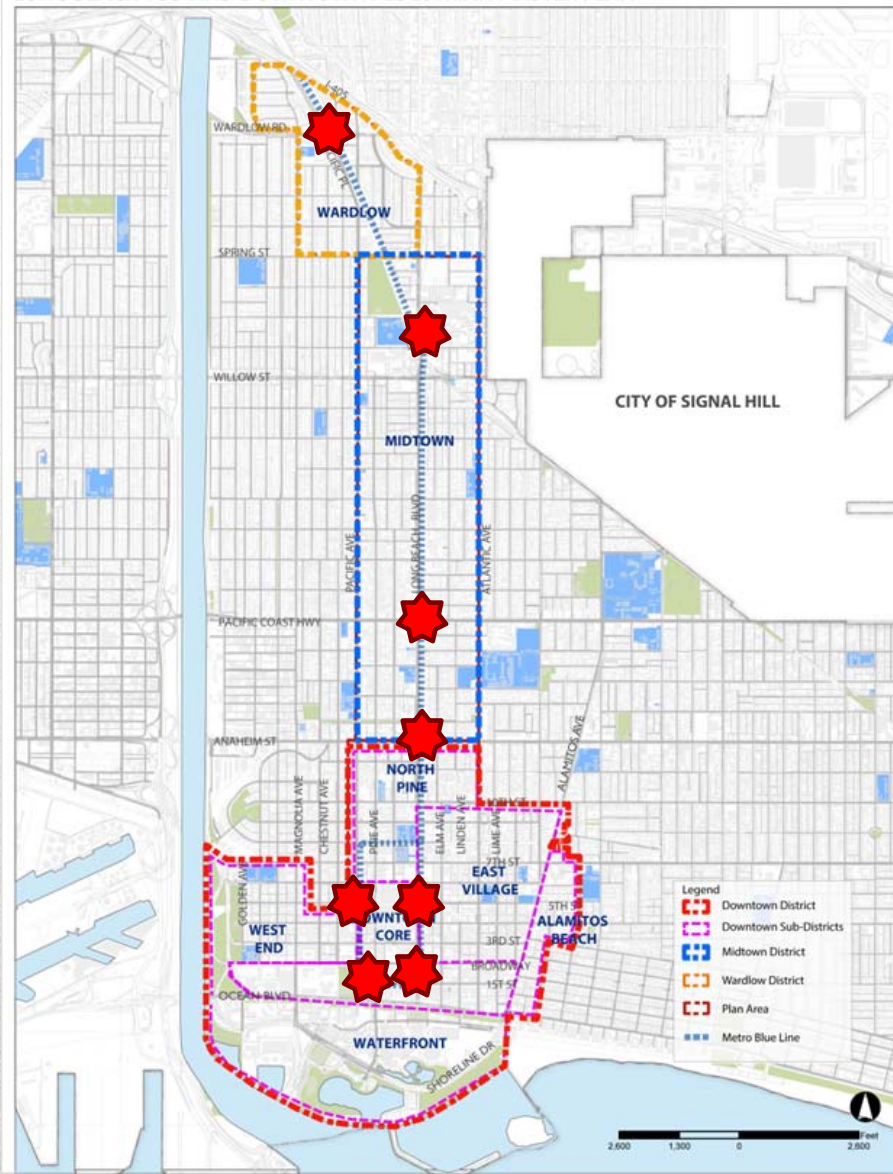 I-405
WARDLOW RD
WARDLOW
SPRING ST
WILLOW ST
CITY OF SIGNAL HILL
MIDTOWN
PACIFIC AVE
LONG BEACH BLVD
ATLANTIC AVE
PACIFIC COAST HWY
ANAHEIM ST
ALAMITOS AVE
NORTH
PINE
MAGNOLIA AVE
CHESTNUT AVE
PINE AVE
ELM AVE
LINDEN AVE
LIME AVE
7TH ST
EAST
VILLAGE
GOLDEN AVE
WEST
END
CORE
5TH S
ALAMITOS
BEACH
3RD ST
BROADWAY
1ST ST
OCEAN BLVD
WATERFRONT
SHORELINE DR
Legend
Downtown District
Downtown Sub-Districts
Midtown District
Wardlow District
Plan Area
Metro Blue Line
2,600 1,300 0 2,600
Feet